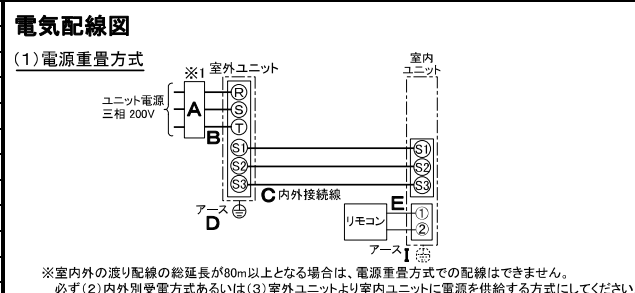 電気配線図
(1)電源重畳方式
※1
室外ユニット
室内
ユニット
ユニット電源
三相 200V
A
B
R
S
T
S1
S2
S3
S1
S2
S3
C 内外接続線
アース
D
E
リモコン
①
②
アース I
※室内外の渡り配線の総延長が80m以上となる場合は、電源重畳方式での配線はできません。
必ず(2)内外別受電方式あるいは(3)室外ユニットより室内ユニットに電源を供給する方式にしてください